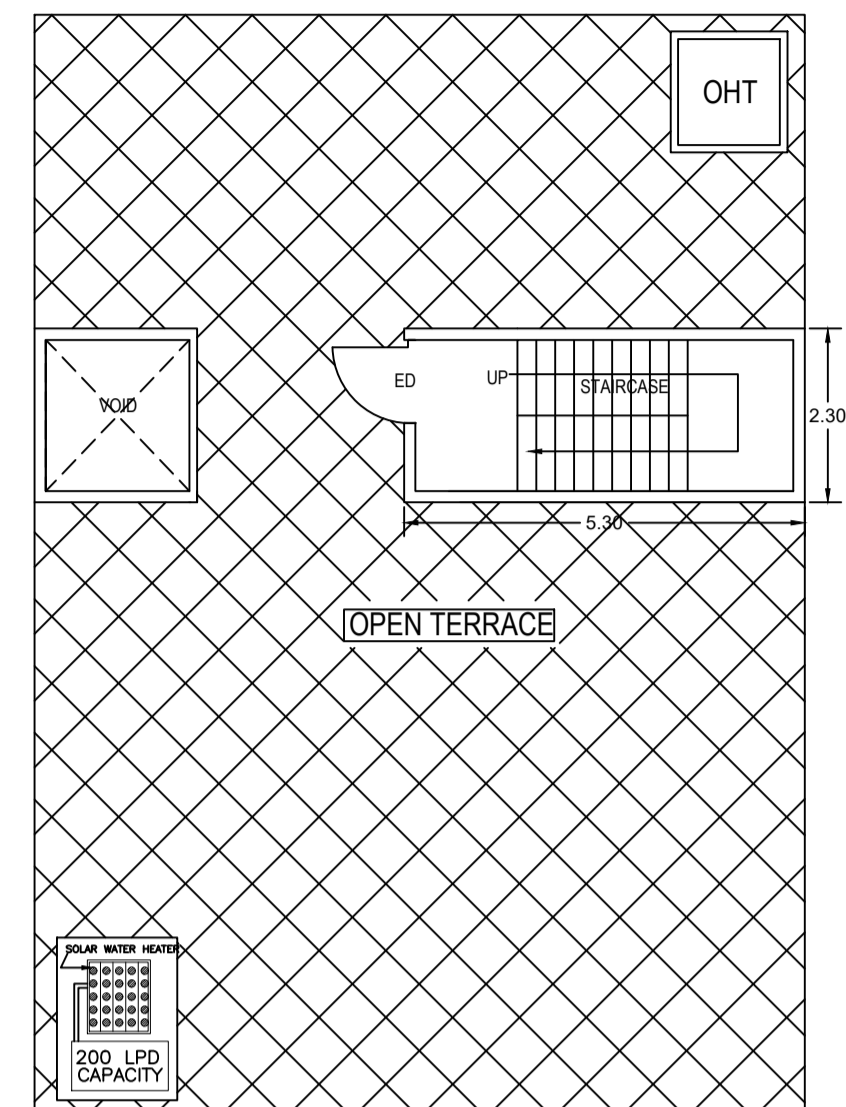 OHT
VOID
ED
UP
STAIRCASE
2.30
5.30
OPEN TERRACE
SOLAR WATER HEATER
200 LPD
CAPACITY